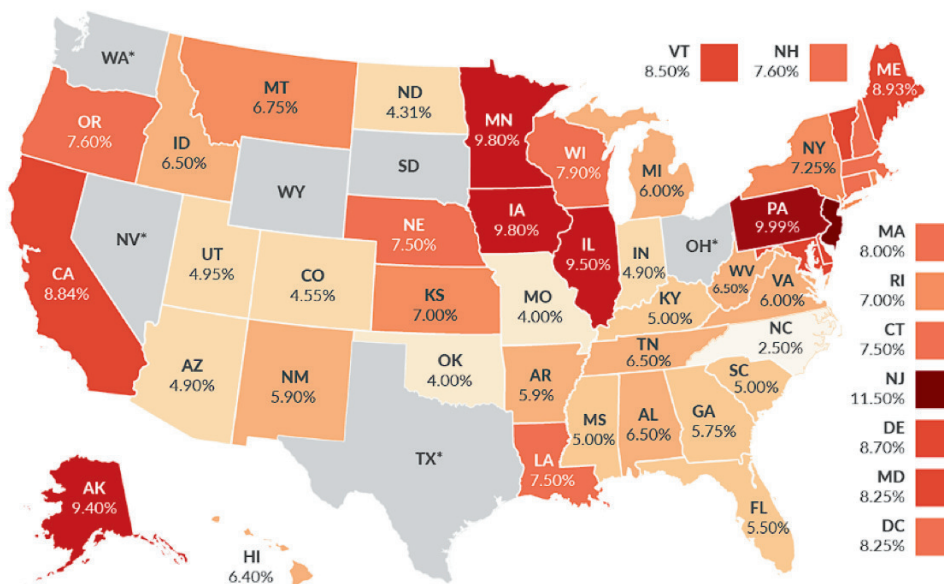 WA*
OR
7.60%
CA
8.84%
NV*
ID
6.50%
MT
6.75%
WY
UT
4.95%
AZ
4.90%
CO
4.55%
NM
5.90%
ND
4.31%
SD
NE
7.50%
KS
7.00%
OK
4.00%
TX*
MN
9.80%
IA
9.80%
MO
4.00%
AR
5.9%
LA
7.50%
WI
7.90%
IL
9.50%
MI
6.00%
IN
4.90%
OH*
KY
5.00%
TN
6.50%
MS
5.00%
AL
6.50%
GA
5.75%
FL
5.50%
SC
5.00%
NC
2.50%
VA
6.00%
WV
6.50%
PA
9.99%
NY
7.25%
ME
8.93%
VT
8.50%
NH
7.60%
MA
8.00%
RI
7.00%
CT
7.50%
NJ
11.50%
DE
8.70%
MD
8.25%
DC
8.25%
AK
9.40%
HI
6.40%